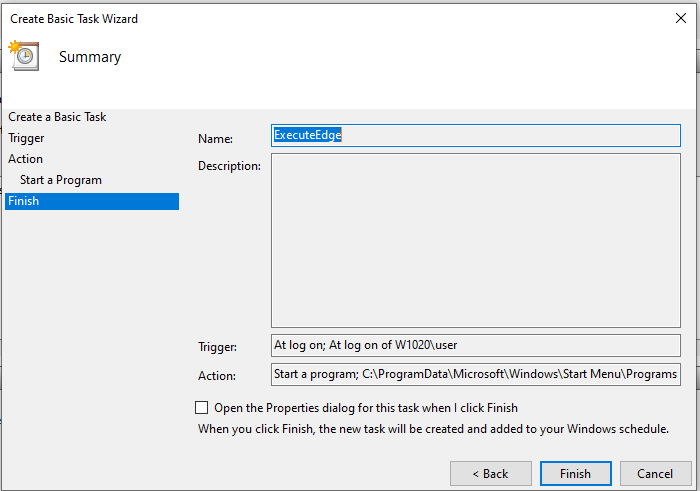 Create Basic Task Wizard
Summary
Create a Basic Task
Trigger
Action
Start a Program
Finish
Name: ExecuteEdge
Description:
Trigger: At log on; At log on of W1020\user
Action: Start a program; C:\ProgramData\Microsoft\Windows\Start Menu\Programs
Open the Properties dialog for this task when I click Finish
When you click Finish, the new task will be created and added to your Windows schedule.
< Back Finish Cancel